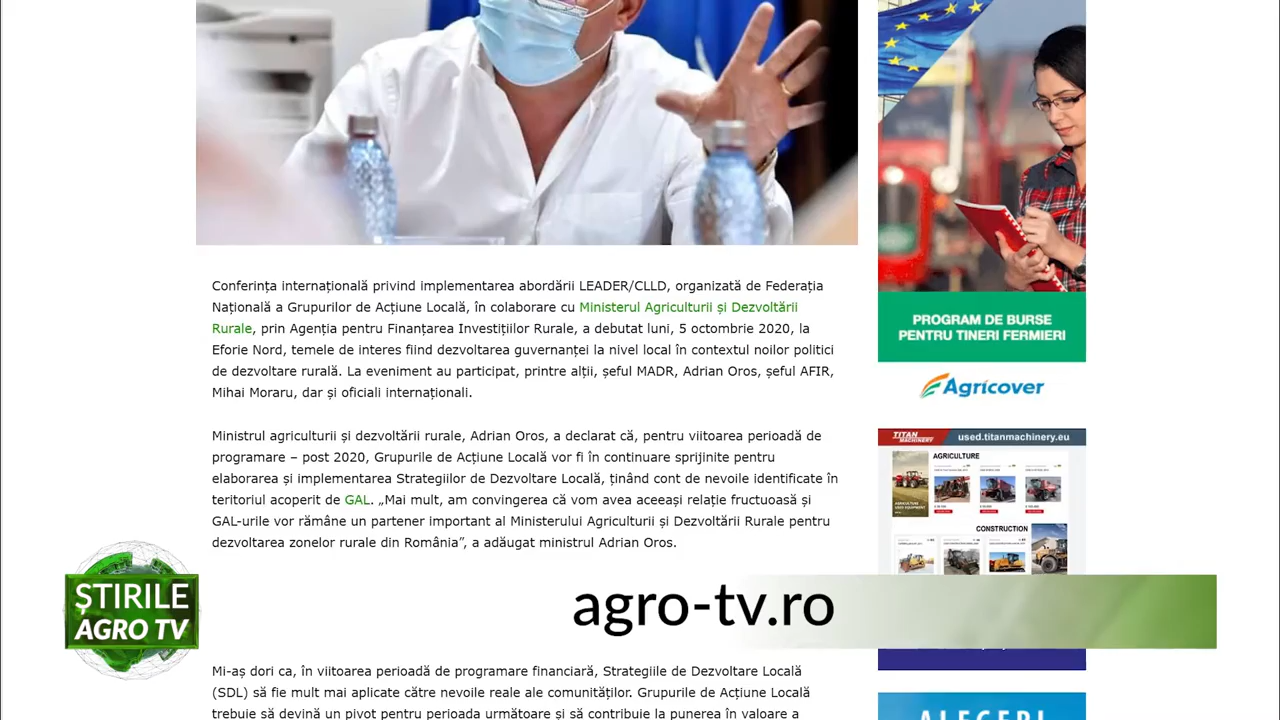 Conferința internațională privind implementarea abordării LEADER/CLLD, organizată de Federația
Națională a Grupurilor de Acțiune Locală, în colaborare cu Ministerul Agriculturii și Dezvoltării
Rurale, prin Agenția pentru Finanțarea Investițiilor Rurale, a debutat luni, 5 octombrie 2020, la
Eforie Nord, temele de interes fiind dezvoltarea guvernanței la nivel local în contextul noilor politici
de dezvoltare rurală. La eveniment au participat, printre alții, șeful MADR, Adrian Oros, șeful AFIR,
Mihai Moraru, dar și oficiali internaționali.
Ministrul agriculturii și dezvoltării rurale, Adrian Oros, a declarat că, pentru viitoarea perioadă de
programare – post 2020, Grupurile de Acțiune Locală vor fi în continuare sprijinite pentru
elaborarea și implementarea Strategiilor de Dezvoltare Locală, ținând cont de nevoile identificate în
teritoriu de către GAL. „Mai mult, am convingerea că vom avea aceeași relație fructuoasă și
GAL-urile vor rămâne un partener important al Ministerului Agriculturii și Dezvoltării Rurale pentru
dezvoltarea satelor din România”, a adăugat ministrul Adrian Oros.
Mi-aș dori ca, în viitoarea perioadă de programare financiară, Strategiile de Dezvoltare Locală
(SDL) să fie mult mai aplicate către nevoile reale ale comunităților. Grupurile de Acțiune Locală
trebuie să devină un pivot pentru perioada următoare și să contribuie la punerea în valoare a
PROGRAM DE BURSE
PENTRU TINERI FERMIERI
Agricover
TITAN
MACHINERY
used.titanmachinery.eu
AGRICULTURE
CONSTRUCTION
ALEGERI
ȘTIRILE
AGRO TV
agro-tv.ro